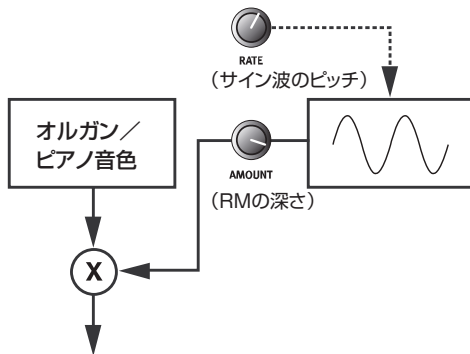 RATE
（サイン波のピッチ）
オルガン／
ピアノ音色
AMOUNT
（RMの深さ）
X